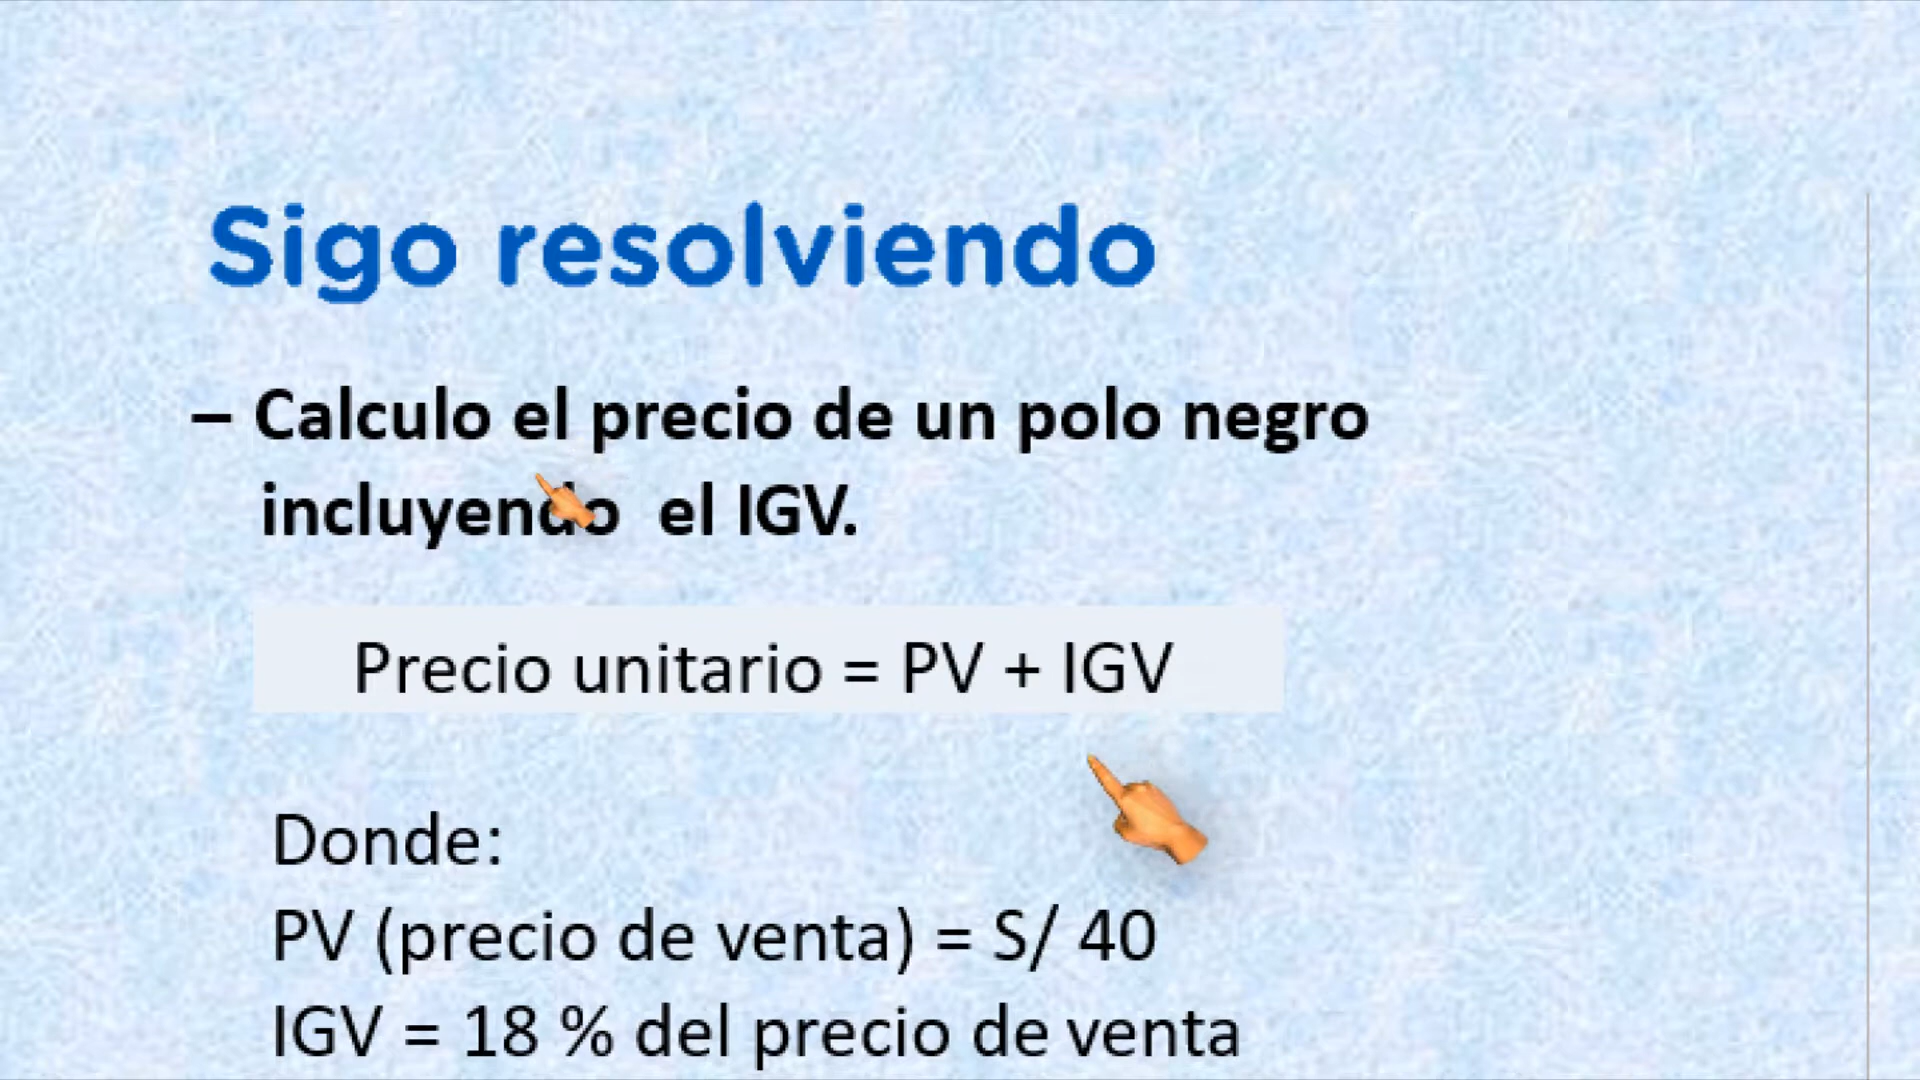 Sigo resolviendo
– Calculo el precio de un polo negro
incluyendo el IGV.
Precio unitario = PV + IGV
Donde:
PV (precio de venta) = S/ 40
IGV = 18 % del precio de venta